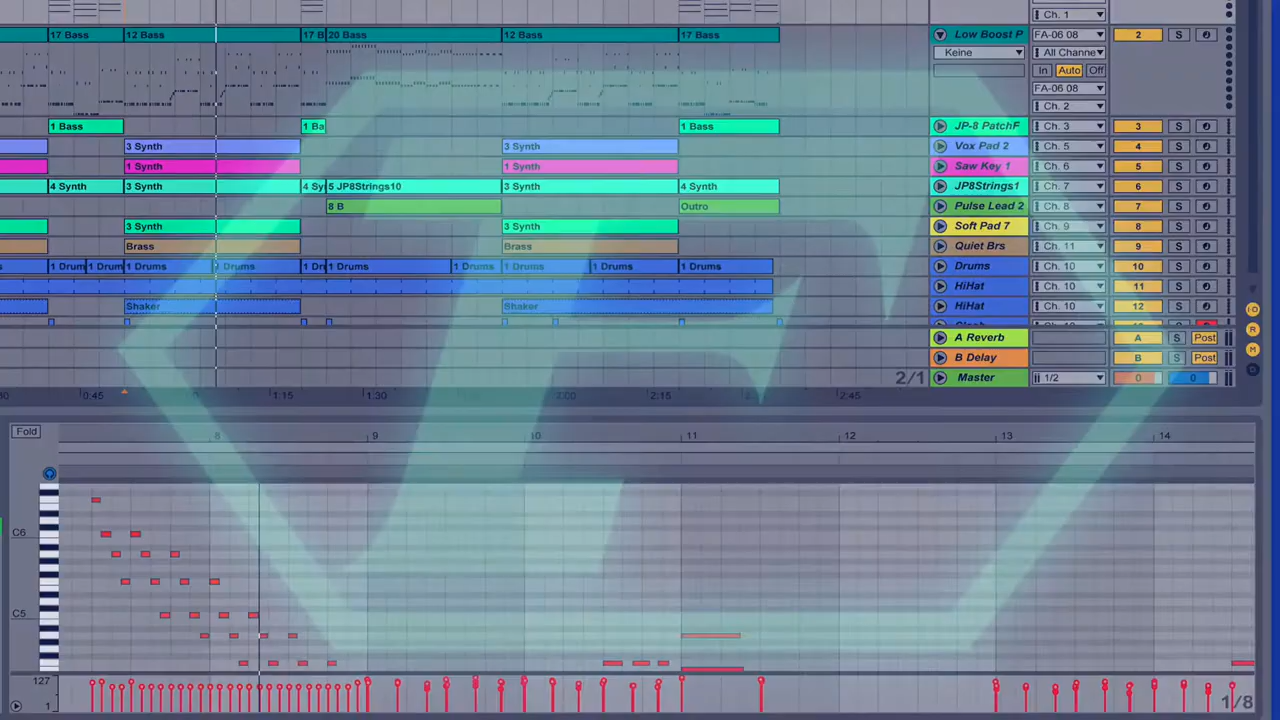 Ch. 1
17 Bass 12 Bass 17 B 20 Bass 12 Bass 17 Bass Low Boost P FA-06 08 2 S
Keine All Channe
In Auto Off
FA-06 08
Ch. 2
1 Bass 1 Ba 1 Bass JP-8 PatchF Ch. 3 3 S
3 Synth 3 Synth Vox Pad 2 Ch. 5 4 S
1 Synth 1 Synth Saw Key 1 Ch. 6 5 S
4 Synth 3 Synth 4 Sy 5 JP8Strings10 3 Synth 4 Synth JP8Strings1 Ch. 7 6 S
8 B Outro Pulse Lead 2 Ch. 8 7 S
3 Synth 3 Synth Soft Pad 7 Ch. 9 8 S
Brass Brass Quiet Brs Ch. 11 9 S
1 Drum 1 Drum 1 Drums Drums 1 Dr 1 Drums 1 Drums 1 Drums 1 Drums 1 Drums Drums Ch. 10 10 S
HiHat Ch. 10 11 S
Shaker Shaker HiHat Ch. 10 12 S
A Reverb A S Post
B Delay B S Post
2/1 Master 1/2 0 0
0:45 1:15 1:30 2:00 2:15 2:45
Fold 8 9 10 11 12 13 14
C6
C5
127
1 1/8